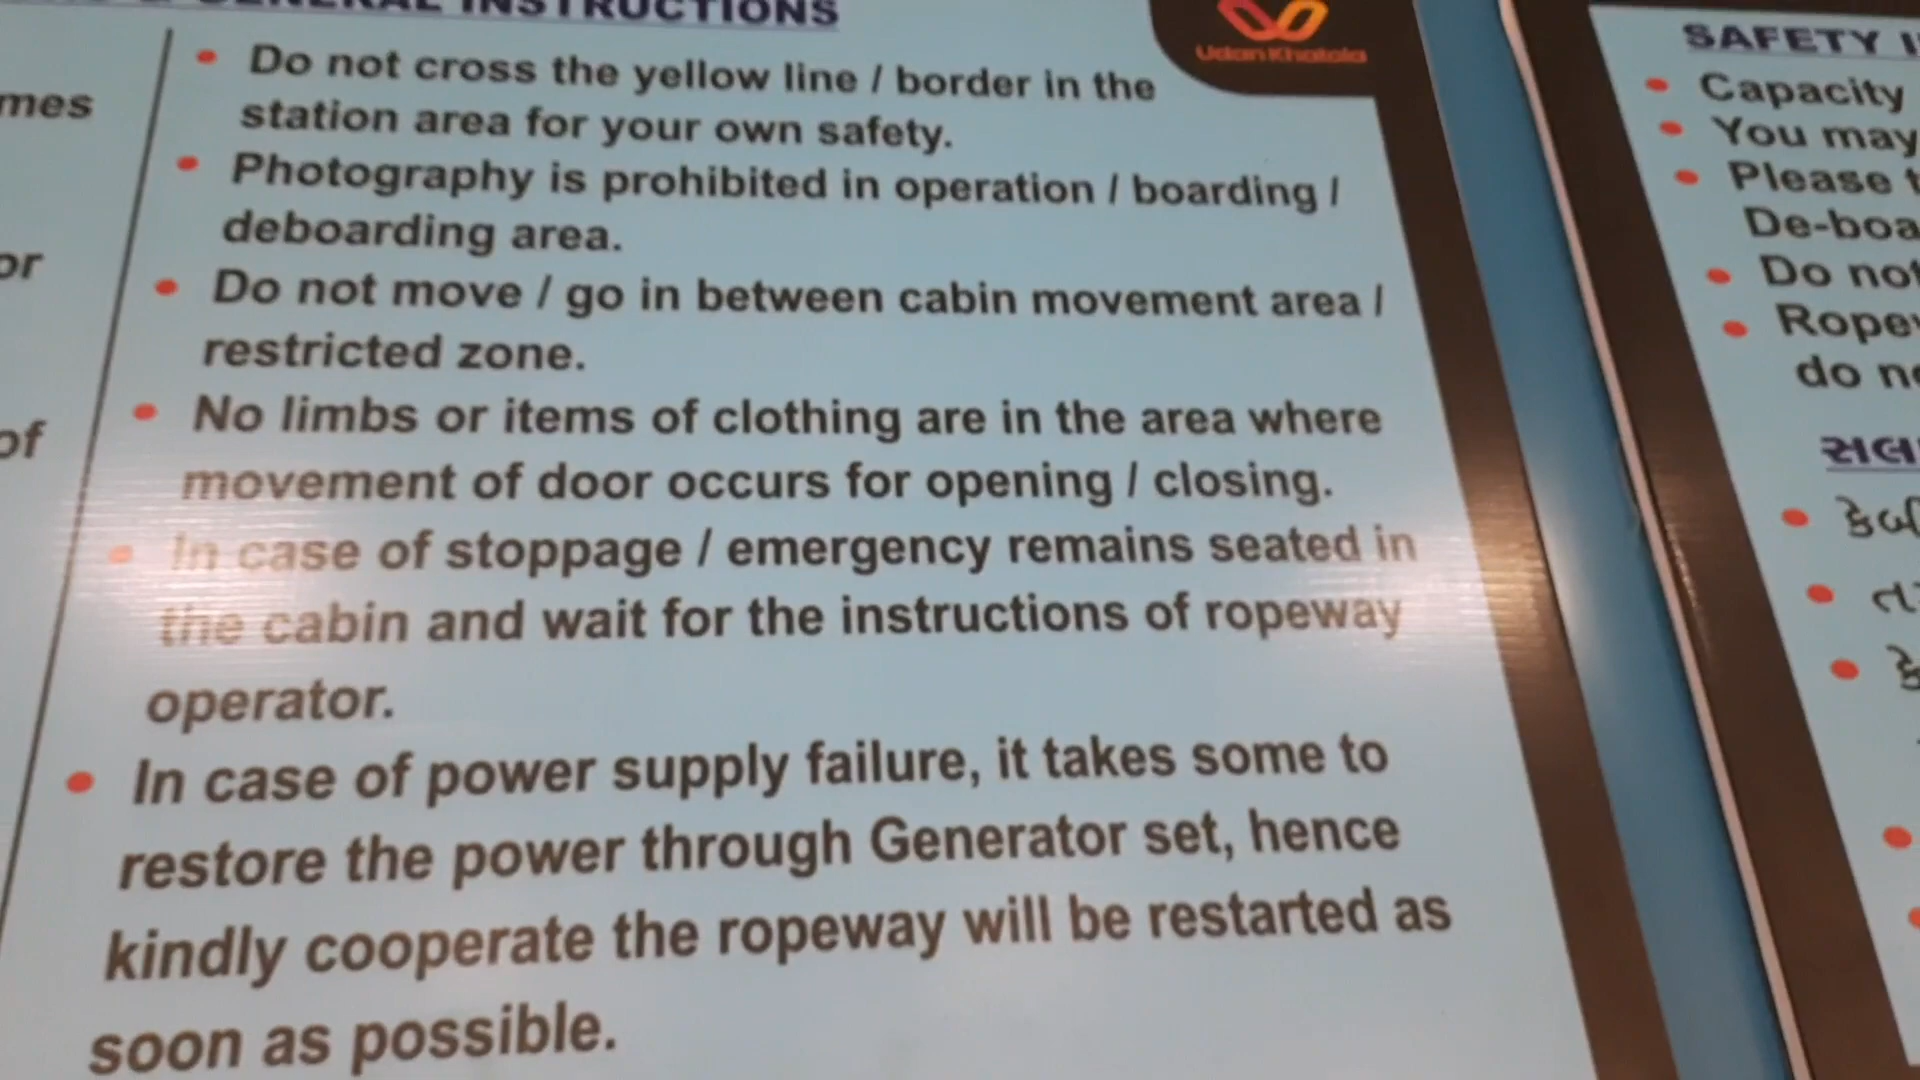 GENERAL INSTRUCTIONS
mes
or
of
Do not cross the yellow line / border in the
station area for your own safety.
Photography is prohibited in operation / boarding /
deboarding area.
Do not move / go in between cabin movement area /
restricted zone.
No limbs or items of clothing are in the area where
movement of door occurs for opening / closing.
In case of stoppage / emergency remains seated in
the cabin and wait for the instructions of ropeway
operator.
In case of power supply failure, it takes some to
restore the power through Generator set, hence
kindly cooperate the ropeway will be restarted as
soon as possible.
Udan Khatola
SAFETY
Capacity
You may
Please
De-boa
Do not
Rope
do
સલા